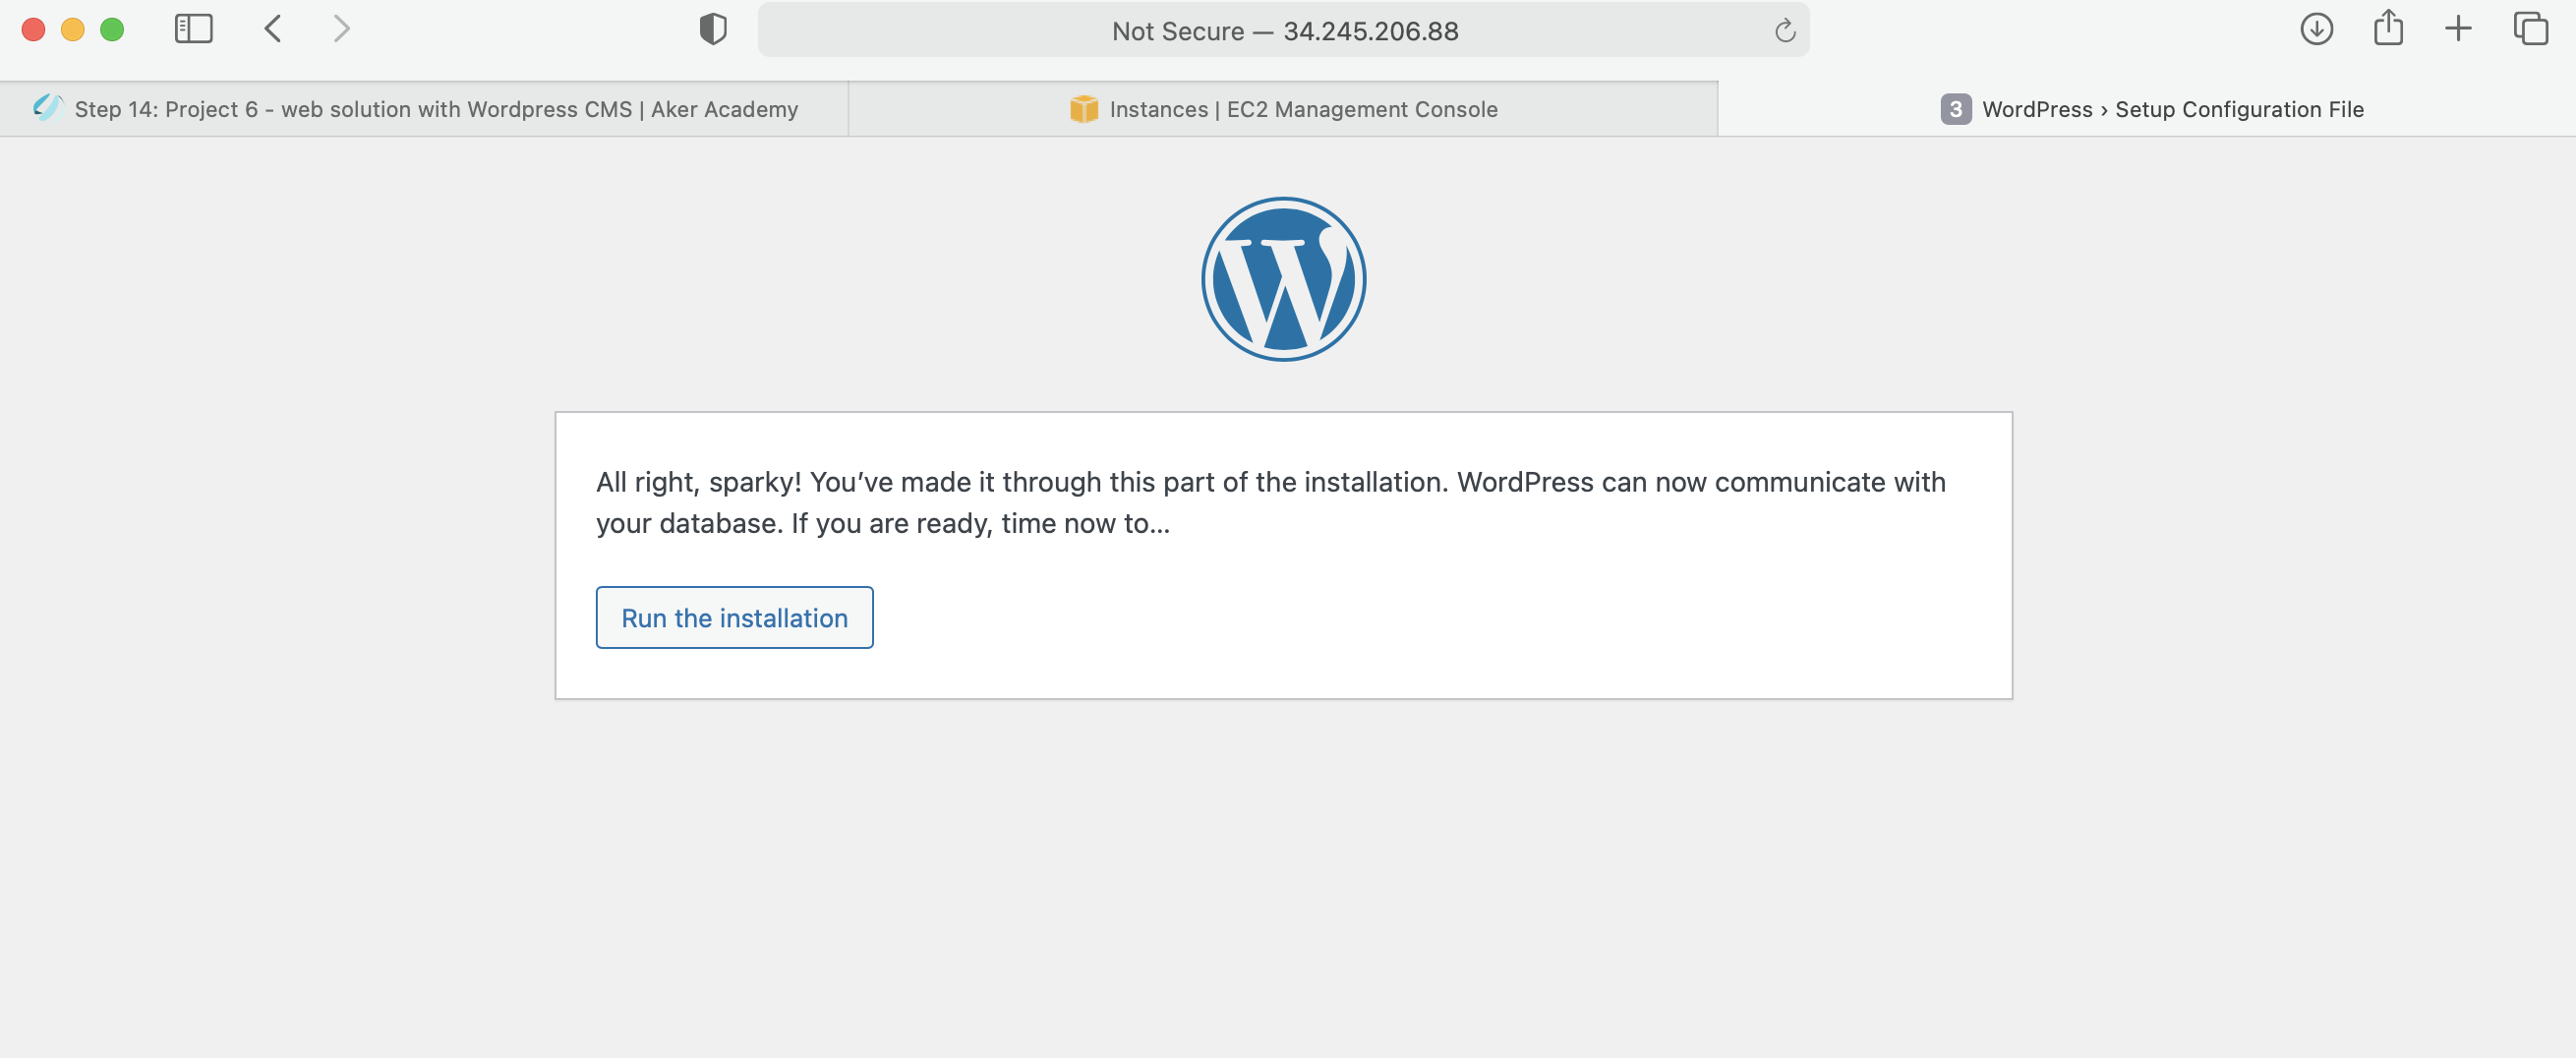 Not Secure — 34.245.206.88
Step 14: Project 6 - web solution with Wordpress CMS | Aker Academy
Instances | EC2 Management Console
3 WordPress › Setup Configuration File
W
All right, sparky! You’ve made it through this part of the installation. WordPress can now communicate with
your database. If you are ready, time now to…
Run the installation